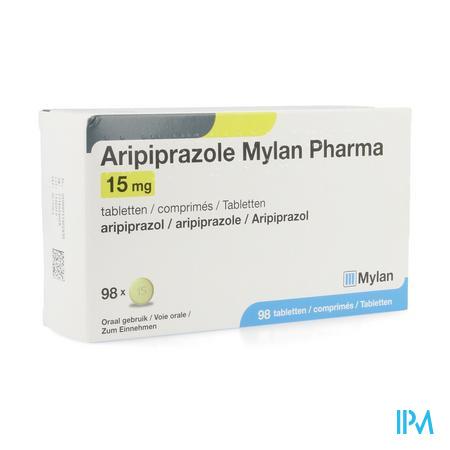 Aripiprazole Mylan Pharma
15 mg
tabletten / comprimés / Tabletten
aripiprazol / aripiprazole / Aripiprazol
98 x 15
Mylan
Oraal gebruik / Voie orale /
Zum Einnehmen
98 tabletten / comprimés / Tabletten
IPM